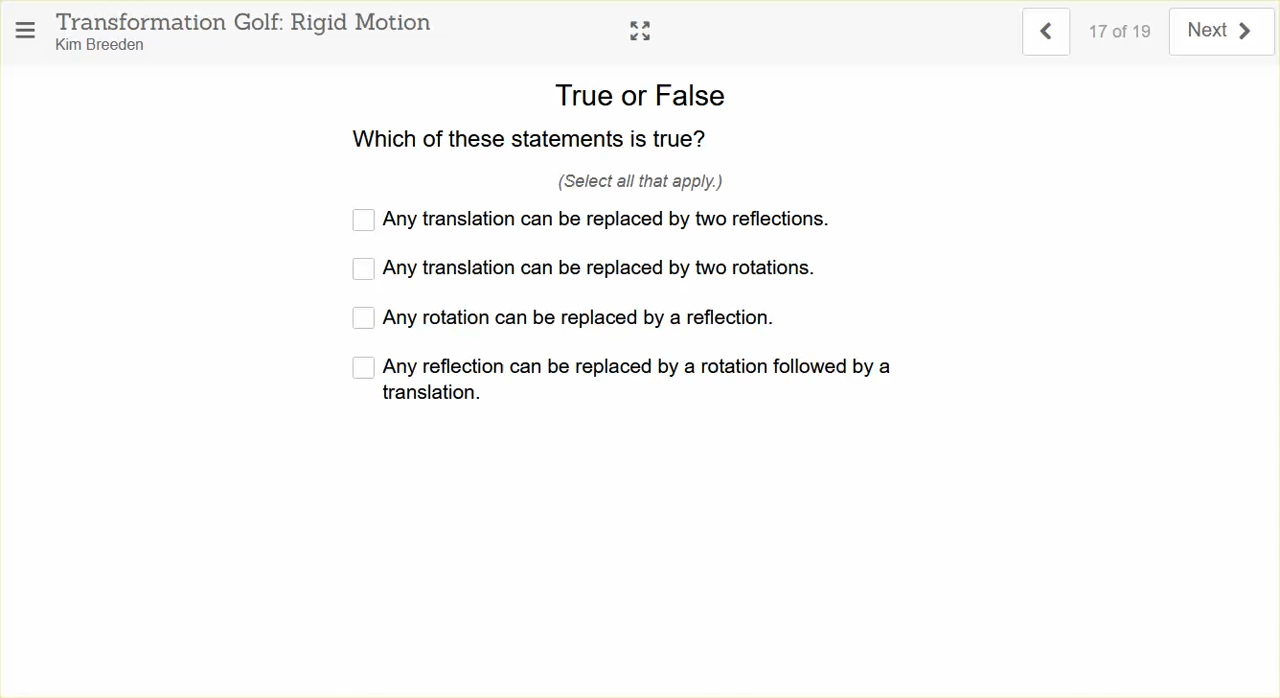 Transformation Golf: Rigid Motion
Kim Breeden
17 of 19
Next
True or False
Which of these statements is true?
(Select all that apply.)
Any translation can be replaced by two reflections.
Any translation can be replaced by two rotations.
Any rotation can be replaced by a reflection.
Any reflection can be replaced by a rotation followed by a
translation.